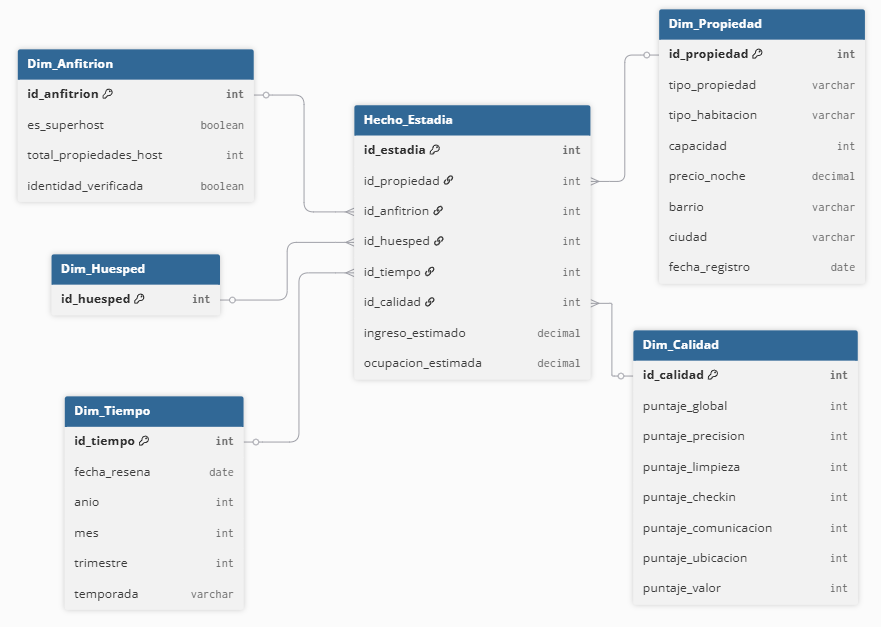 Dim_Anfitrion
id_anfitrion int
es_superhost boolean
total_propiedades_host int
identidad_verificada boolean
Dim_Huesped
id_huesped int
Dim_Tiempo
id_tiempo int
fecha_resena date
anio int
mes int
trimestre int
temporada varchar
Hecho_Estadia
id_estadia int
id_propiedad int
id_anfitrion int
id_huesped int
id_tiempo int
id_calidad int
ingreso_estimado decimal
ocupacion_estimada decimal
Dim_Propiedad
id_propiedad int
tipo_propiedad varchar
tipo_habitacion varchar
capacidad int
precio_noche decimal
barrio varchar
ciudad varchar
fecha_registro date
Dim_Calidad
id_calidad int
puntaje_global int
puntaje_precision int
puntaje_limpieza int
puntaje_checkin int
puntaje_comunicacion int
puntaje_ubicacion int
puntaje_valor int